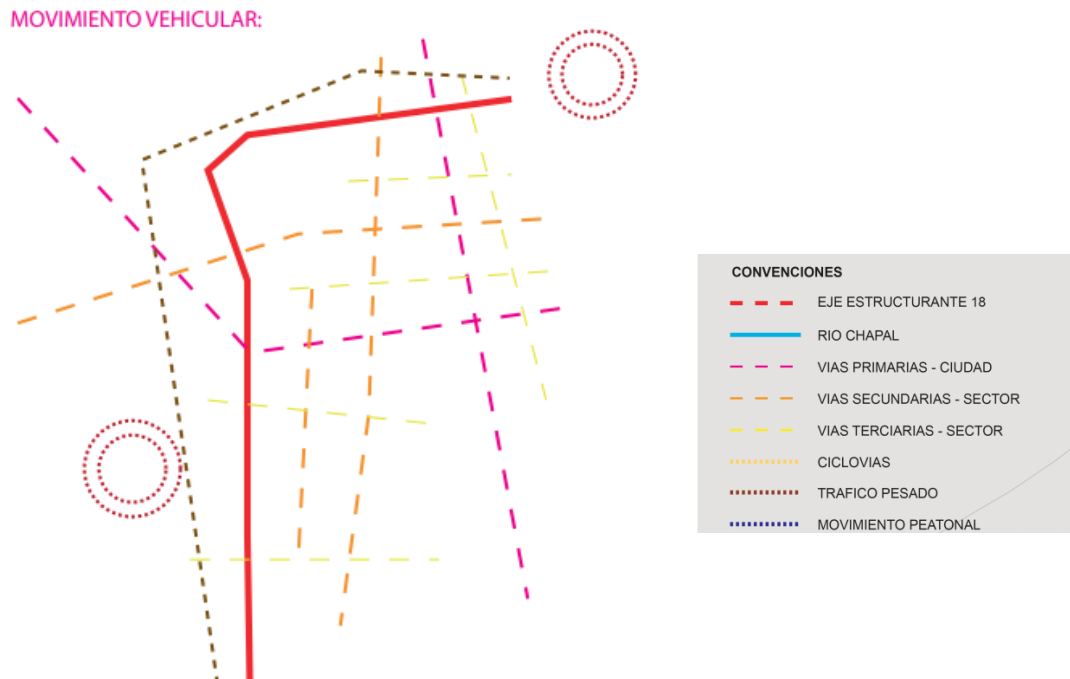 MOVIMIENTO VEHICULAR:
CONVENCIONES
EJE ESTRUCTURANTE 18
RIO CHAPAL
VIAS PRIMARIAS - CIUDAD
VIAS SECUNDARIAS - SECTOR
VIAS TERCIARIAS - SECTOR
CICLOVIAS
TRAFICO PESADO
MOVIMIENTO PEATONAL